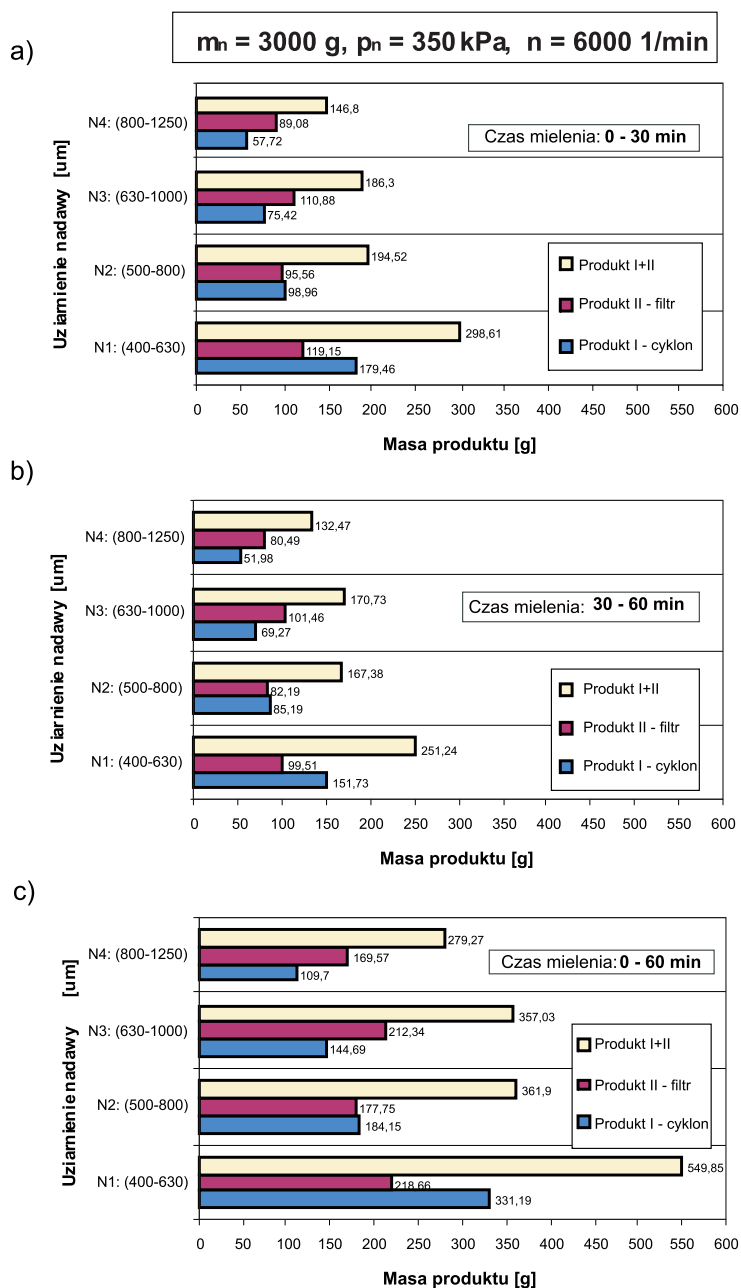 mn = 3000 g, pn = 350 kPa, n = 6000 1/min
a)
Uziarnienie nadawy [um]
N4: (800-1250)
146,8
89,08
57,72
Czas mielenia: 0 - 30 min
N3: (630-1000)
186,3
110,88
75,42
N2: (500-800)
194,52
95,56
98,96
Produkt I+II
Produkt II - filtr
Produkt I - cyklon
N1: (400-630)
298,61
119,15
179,46
0 50 100 150 200 250 300 350 400 450 500 550 600
Masa produktu [g]
b)
Uziarnienie nadawy [um]
N4: (800-1250)
132,47
80,49
51,98
N3: (630-1000)
170,73
101,46
69,27
Czas mielenia: 30 - 60 min
N2: (500-800)
167,38
82,19
85,19
Produkt I+II
Produkt II - filtr
Produkt I - cyklon
N1: (400-630)
251,24
99,51
151,73
0 50 100 150 200 250 300 350 400 450 500 550 600
Masa produktu [g]
c)
Uziarnienie nadawy [um]
N4: (800-1250)
279,27
169,57
109,7
Czas mielenia: 0 - 60 min
N3: (630-1000)
357,03
212,34
144,69
Produkt I+II
Produkt II - filtr
Produkt I - cyklon
N2: (500-800)
361,9
177,75
184,15
N1: (400-630)
549,85
218,66
331,19
0 50 100 150 200 250 300 350 400 450 500 550 600
Masa produktu [g]